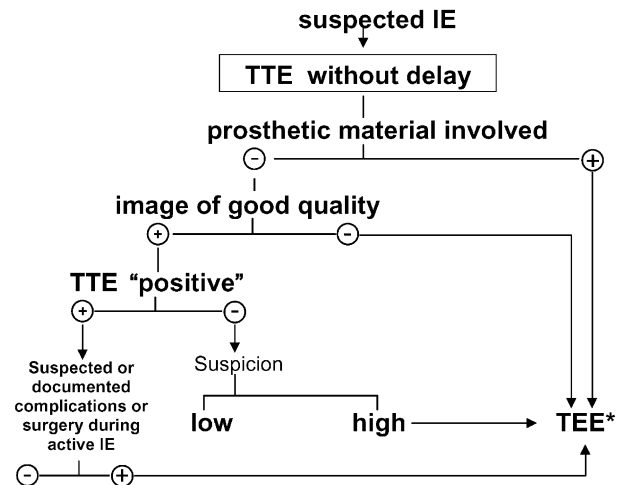 suspected IE
TTE without delay
prosthetic material involved
- +
image of good quality
+ -
TTE “positive”
+ -
Suspected or
documented
complications or
surgery during
active IE
Suspicion
low high TEE*
- +